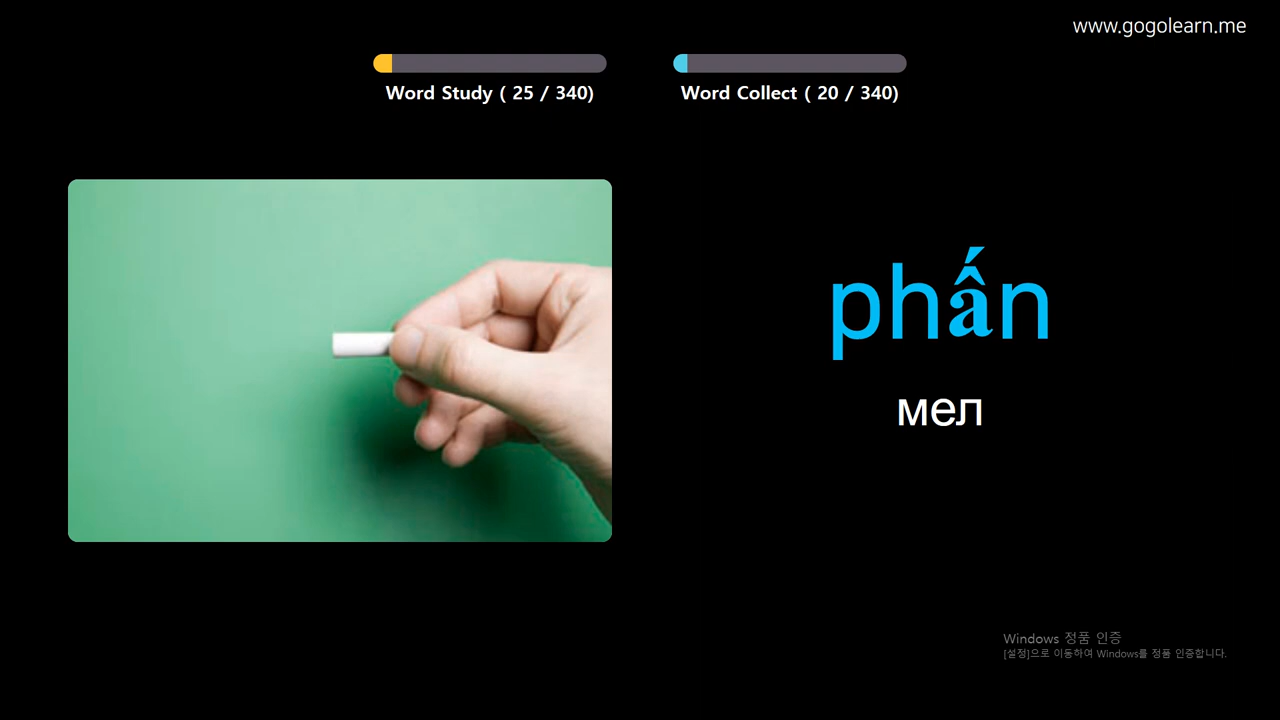 www.gogolearn.me
Word Study ( 25 / 340)
Word Collect ( 20 / 340)
phấn
мел
Windows 정품 인증
[설정]으로 이동하여 Windows를 정품 인증합니다.